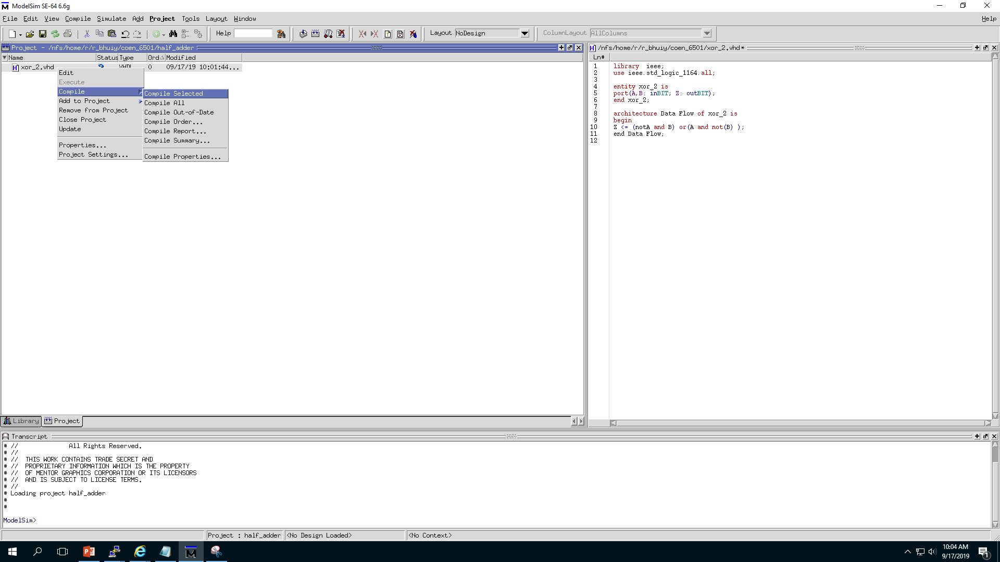 ModelSim SE-64 6.6g
File Edit View Compile Simulate Add Project Tools Layout Window Help
Help Layout NoDesign ColumnLayout AllColumns
Project - /nfs/home/r/r_bhuiy/coen_6501/half_adder
Name Status Type Ord Modified
xor_2.vhd VHDL 0 09/17/19 10:01:44...
Edit
Execute
Compile
Add to Project
Remove from Project
Close Project
Update
Properties...
Project Settings...
Compile Selected
Compile All
Compile Out-of-Date
Compile Order...
Compile Report...
Compile Summary...
Compile Properties...
Library Project
/nfs/home/r/r_bhuiy/coen_6501/xor_2.vhd*
Ln#
1 library ieee;
2 use ieee.std_logic_1164.all;
3
4 entity xor_2 is
5 port(A,B: inBIT; Z: outBIT);
6 end xor_2;
7
8 architecture Data Flow of xor_2 is
9 begin
10 Z <= (notA and B) or(A and not(B) );
11 end Data Flow;
12
Transcript
# // All Rights Reserved.
# //
# // THIS WORK CONTAINS TRADE SECRET AND
# // PROPRIETARY INFORMATION WHICH IS THE PROPERTY
# // OF MENTOR GRAPHICS CORPORATION OR ITS LICENSORS
# // AND IS SUBJECT TO LICENSE TERMS.
# //
# Loading project half_adder
#
#
ModelSim>
Project : half_adder <No Design Loaded> <No Context>
10:04 AM
9/17/2019
1